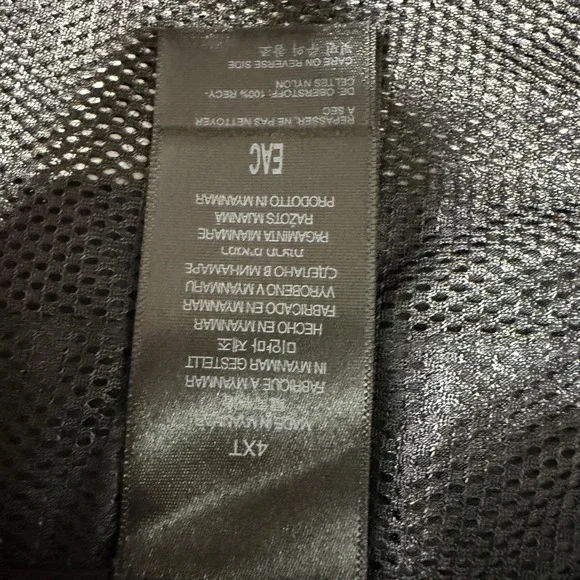 4XT
MADE IN MYANMAR
FABRIQUE A MYANMAR
IN MYANMAR GESTELLT
미얀마 제조
HECHO EN MYANMAR
FABRICADO EN MYANMAR
VYROBENO V MYANMARU
СДЕЛАНО В МИНАМАРЕ
PAGAMINTA MIANMARE
RAZOTS MJANMA
PRODOTTO IN MYANMAR
EAC
REPASSER, NE PAS NETTOYER
A SEC
DE: OBERSTOFF: 100% RECY-
CELTES NYLON
CARE ON REVERSE SIDE